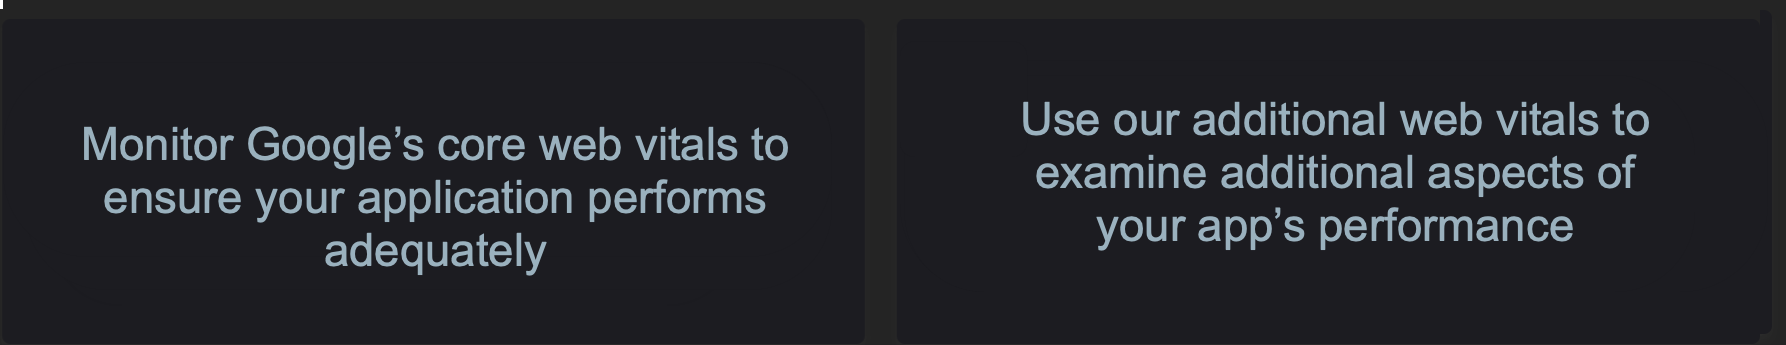 Monitor Google’s core web vitals to
ensure your application performs
adequately
Use our additional web vitals to
examine additional aspects of
your app’s performance